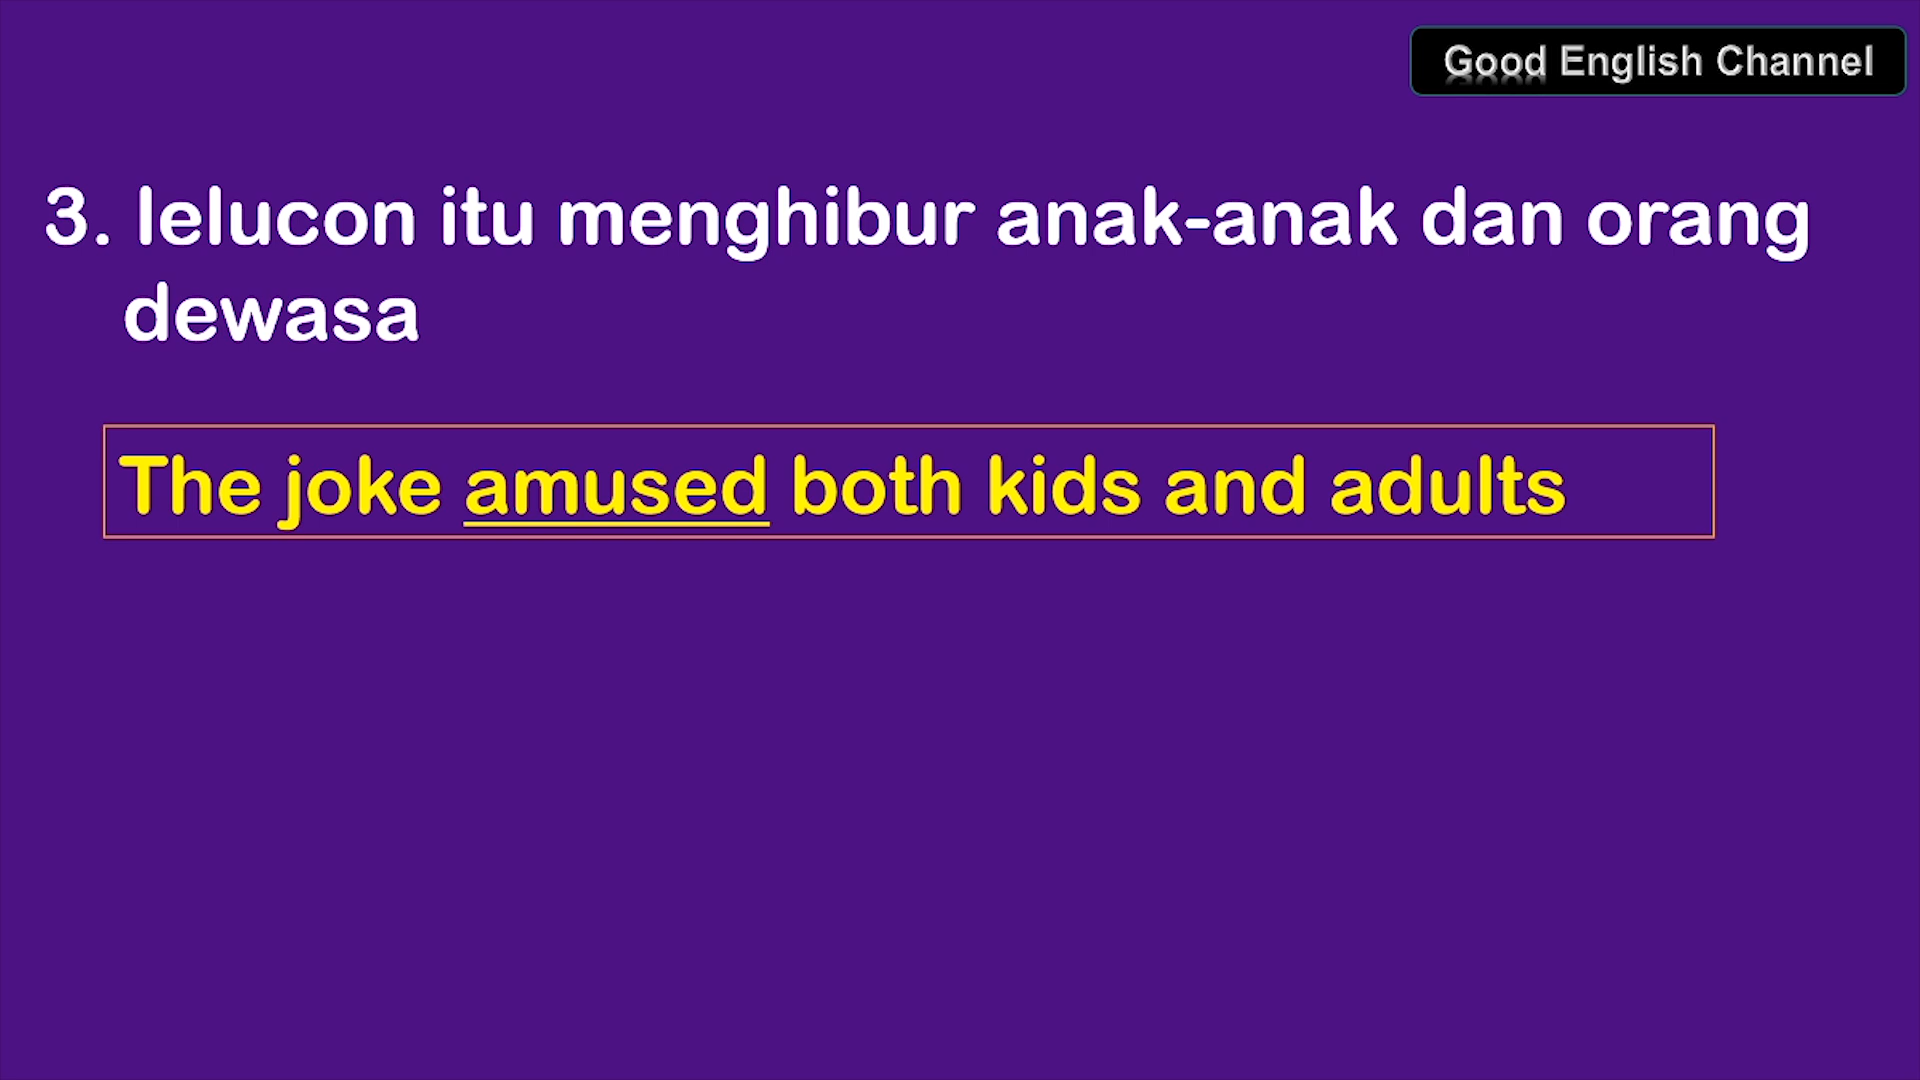 Good English Channel
3. lelucon itu menghibur anak-anak dan orang
dewasa
The joke amused both kids and adults